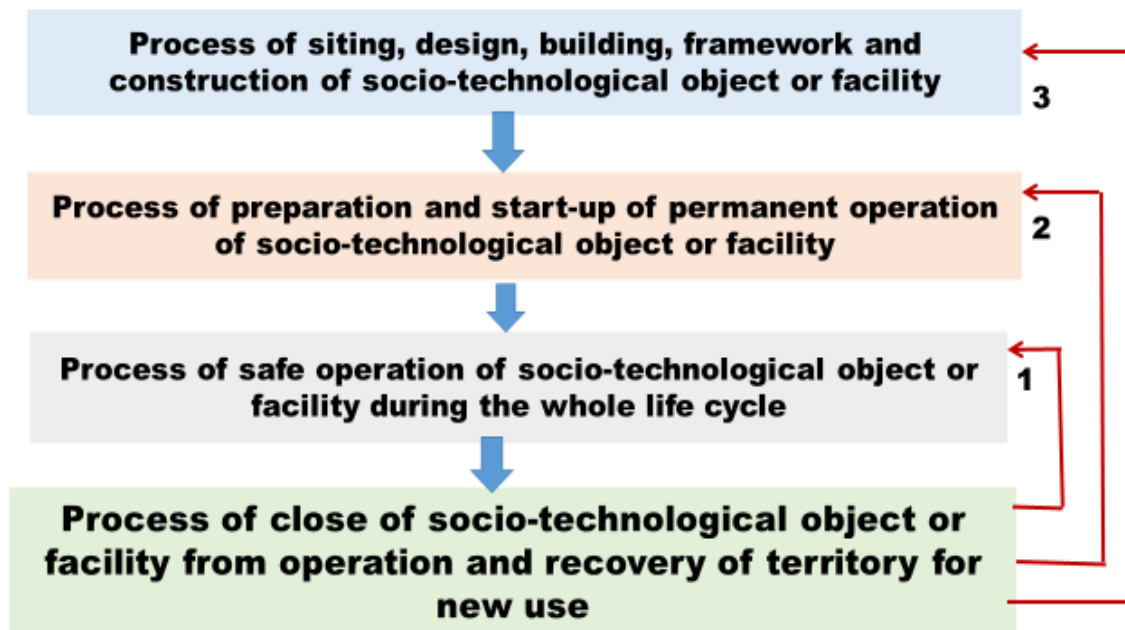 Process of siting, design, building, framework and
construction of socio-technological object or facility
3
Process of preparation and start-up of permanent operation
of socio-technological object or facility
2
Process of safe operation of socio-technological object or
facility during the whole life cycle
1
Process of close of socio-technological object or
facility from operation and recovery of territory for
new use